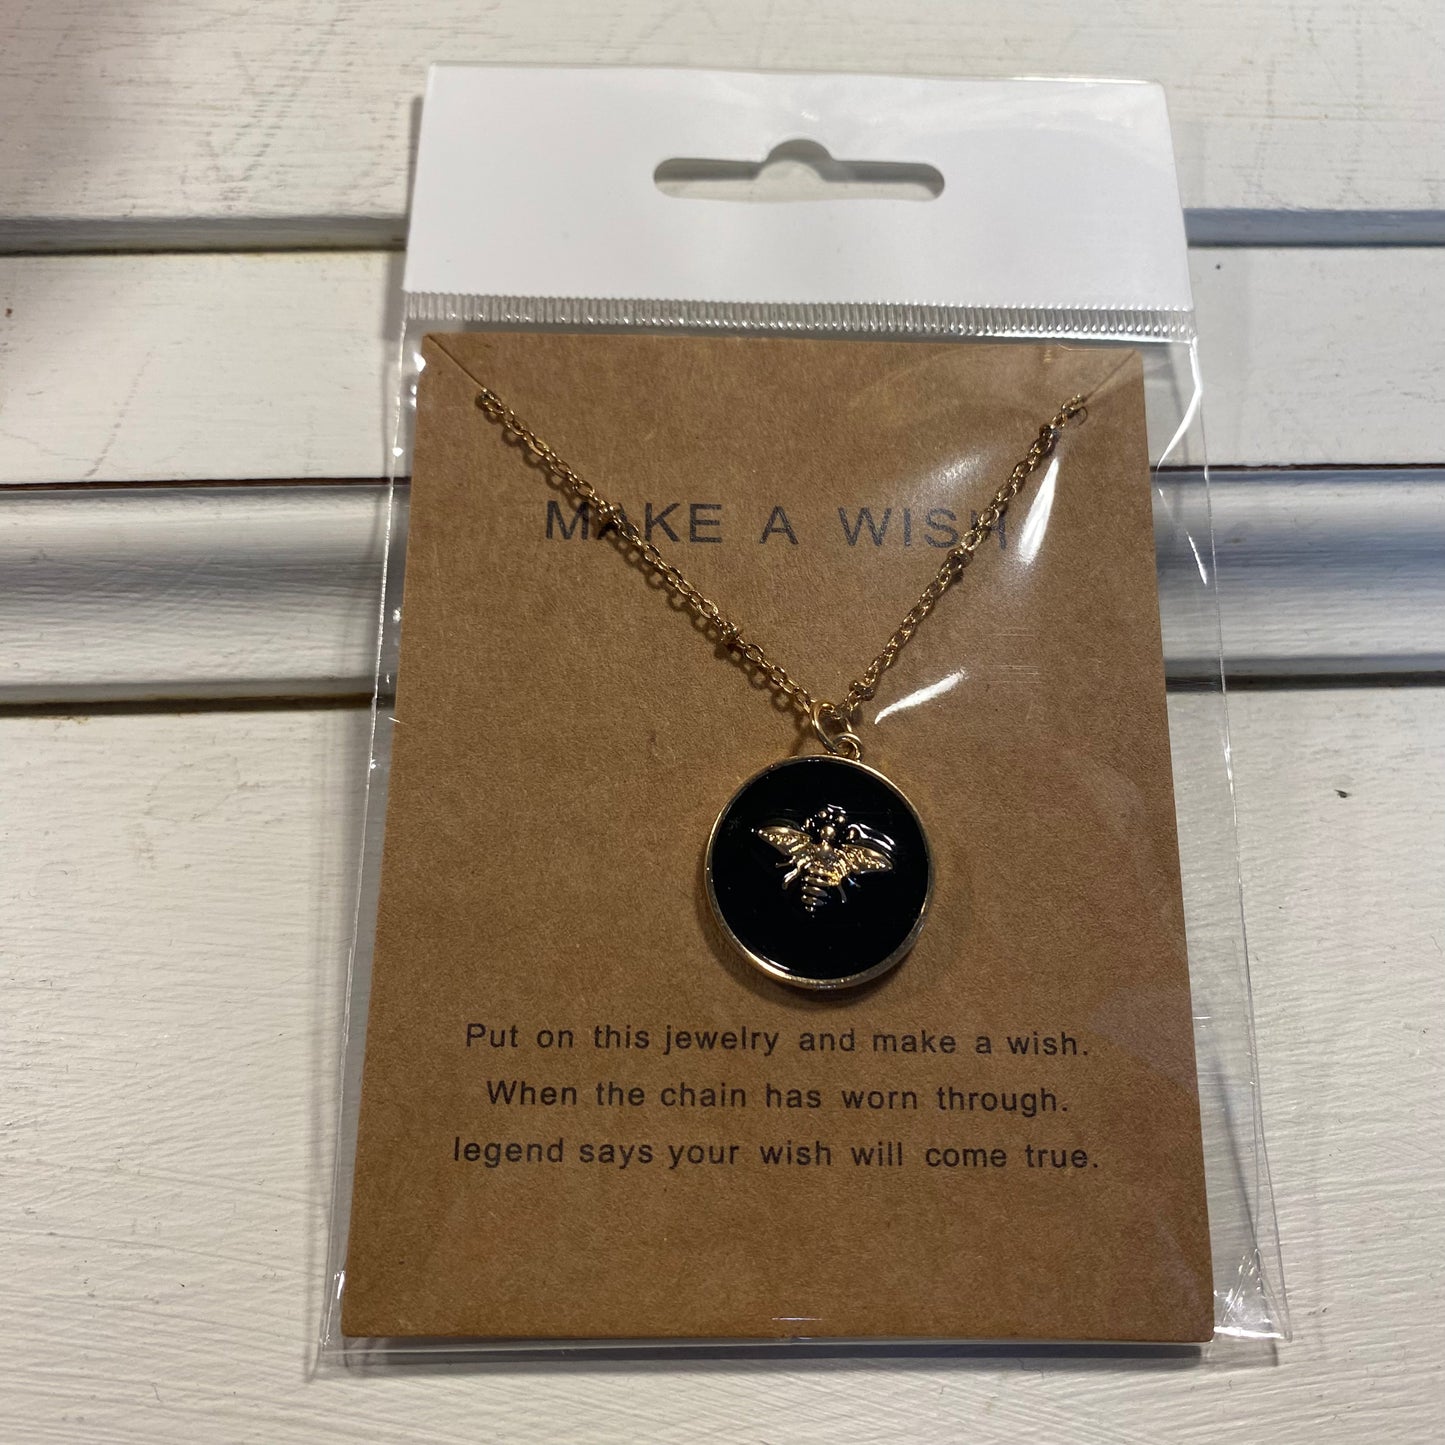 MAKE A WISH
Put on this jewelry and make a wish.
When the chain has worn through.
legend says your wish will come true.